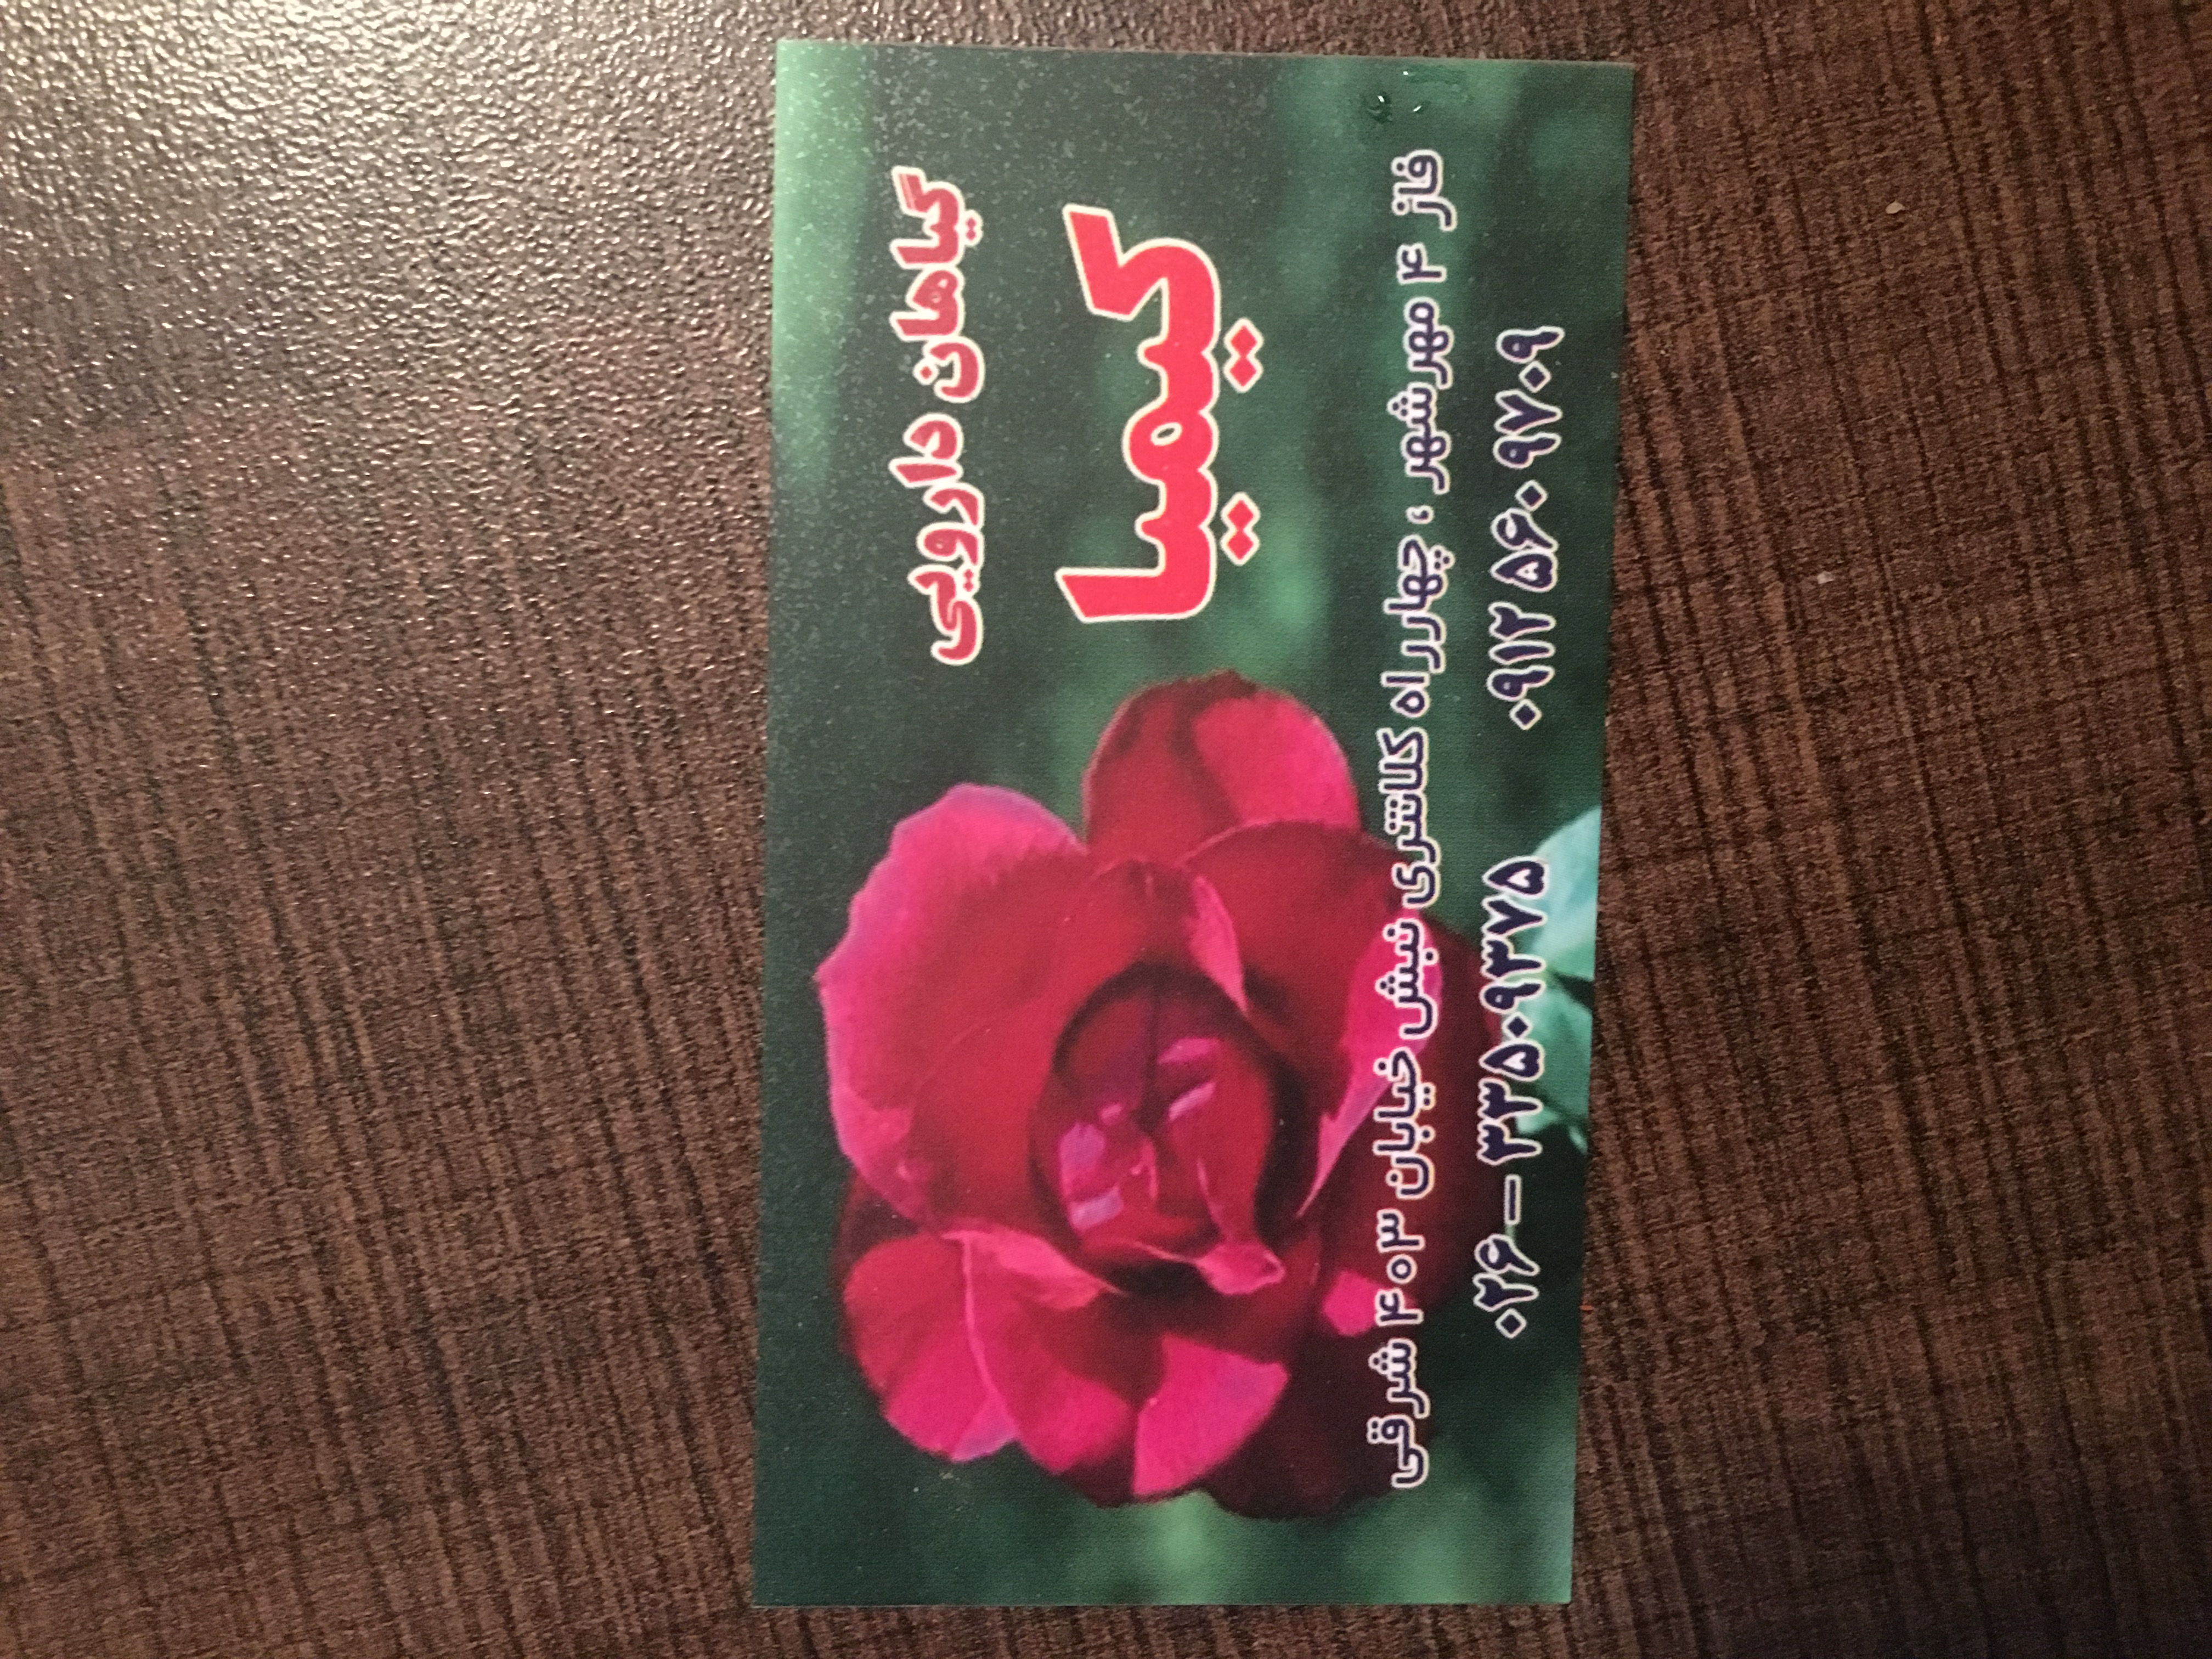 گیاهان دارویی
کیمیا
فاز ۴ مهرشهر ، چهارراه کلانتری نبش خیابان ۴۰۳ شرقی
۰۲۶ – ۳۳۵۰۹۳۷۵ ۰۹۱۲ ۵۶۰ ۹۷۰۹